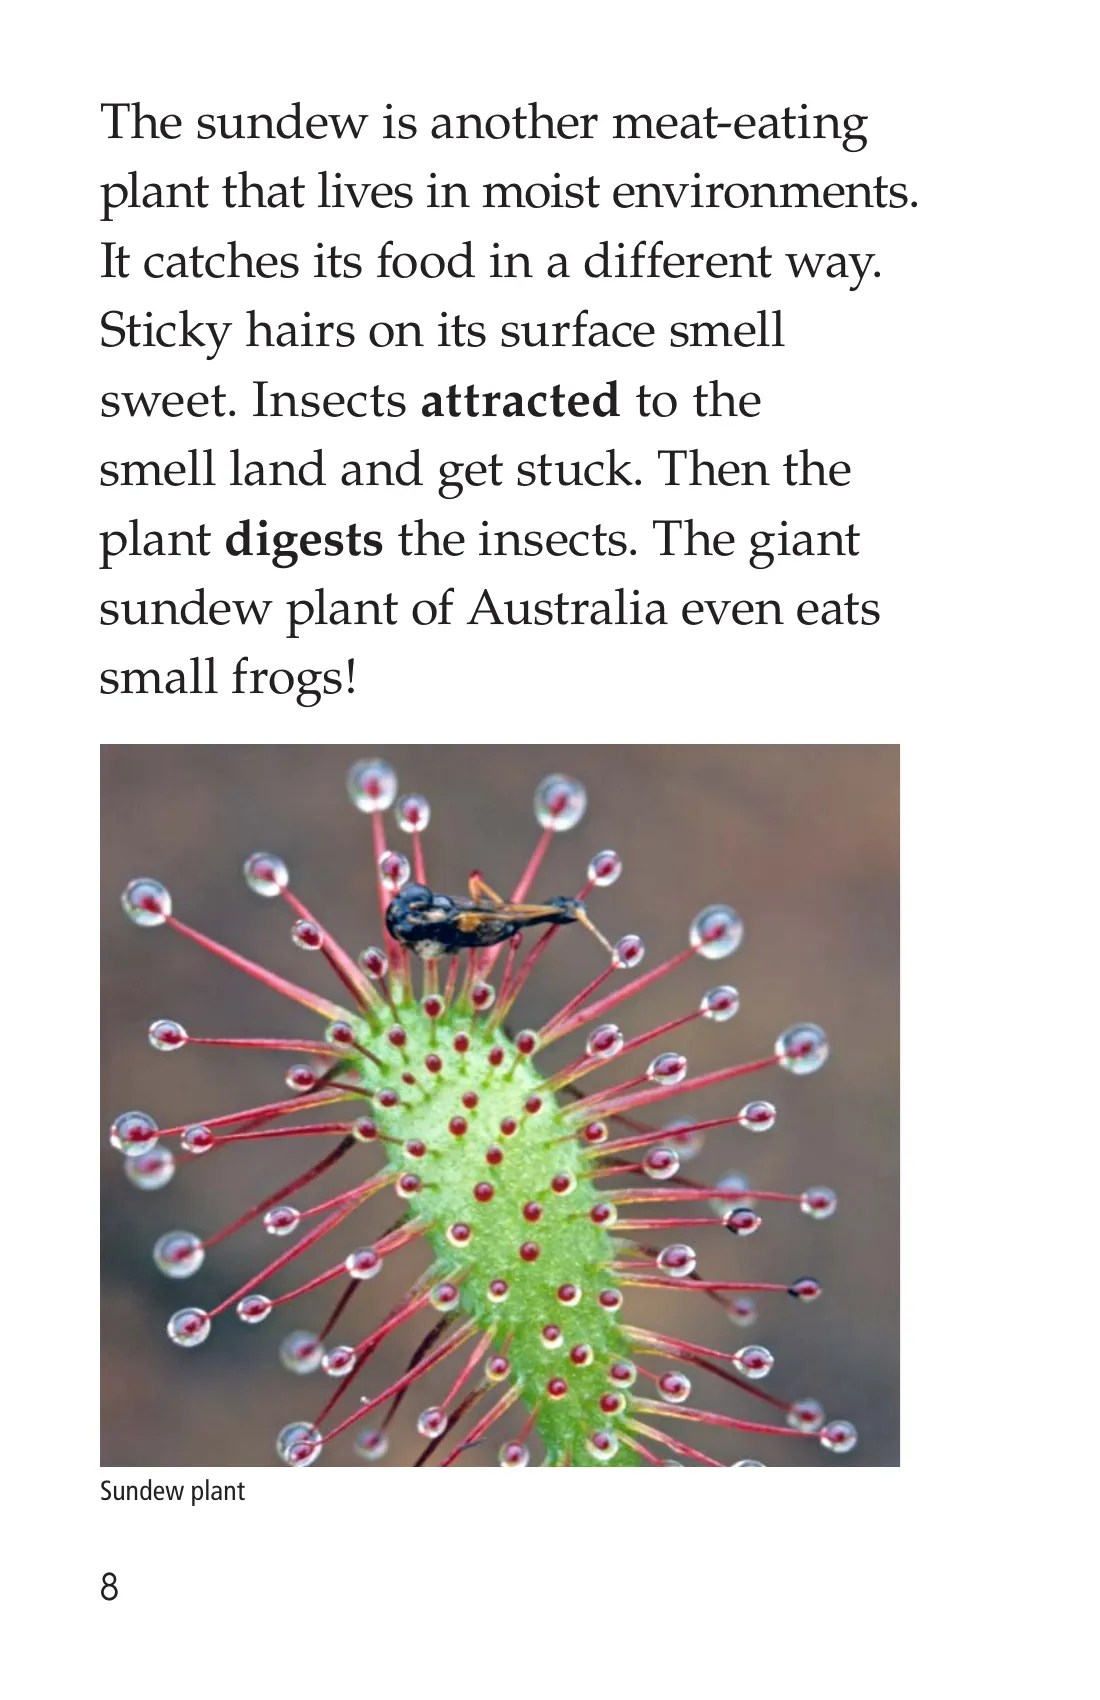 The sundew is another meat-eating
plant that lives in moist environments.
It catches its food in a different way.
Sticky hairs on its surface smell
sweet. Insects attracted to the
smell land and get stuck. Then the
plant digests the insects. The giant
sundew plant of Australia even eats
small frogs!
Sundew plant
8